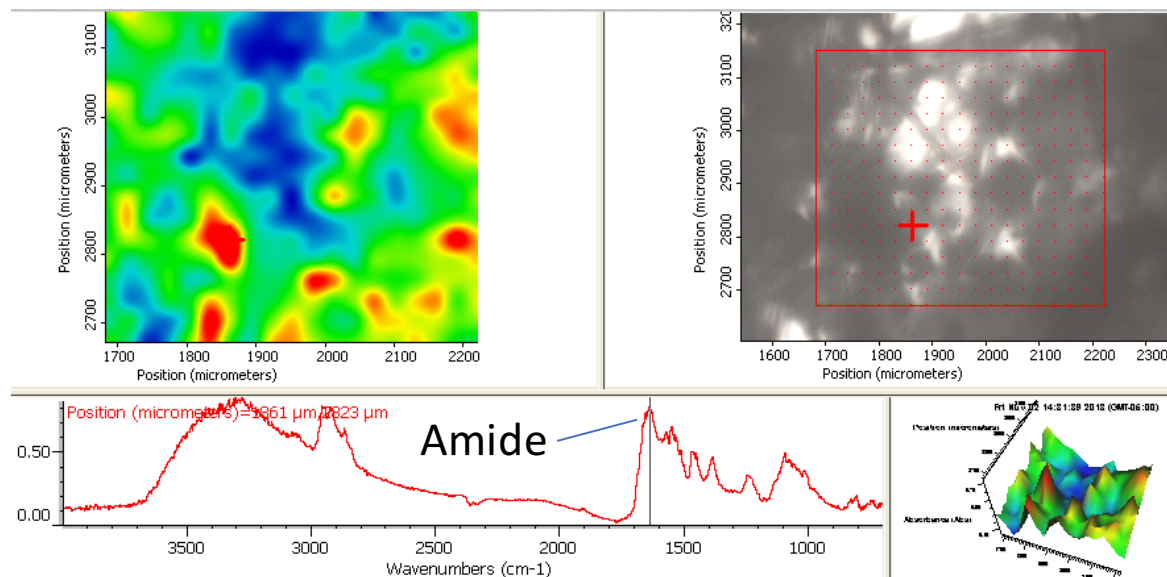 3100
3000
2900
2800
2700
Position (micrometers)
1700 1800 1900 2000 2100 2200
Position (micrometers)
3200
3100
3000
2900
2800
2700
Position (micrometers)
1600 1700 1800 1900 2000 2100 2200 2300
Position (micrometers)
Position (micrometers)=1861 µm,2823 µm
Amide
0.50
0.00
3500 3000 2500 2000 1500 1000
Wavenumbers (cm-1)
Fri Nov 02 14:31:39 2018 (GMT-06:00)